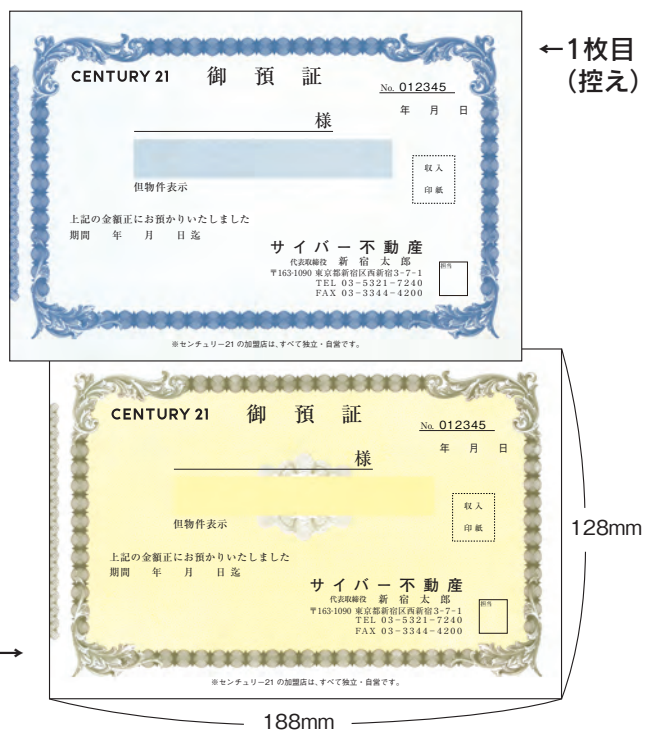 ←1枚目
(控え)
CENTURY 21 御預証
No. 012345
年 月 日
様
収入
印紙
但物件表示
上記の金額正にお預かりいたしました
期間 年 月 日迄
サイバー不動産
代表取締役 新宿太郎
担当
〒163-1090 東京都新宿区西新宿3-7-1
TEL 03-5321-7240
FAX 03-3344-4200
※センチュリー21の加盟店は、すべて独立・自営です。
CENTURY 21 御預証
No. 012345
年 月 日
様
収入
印紙
但物件表示
上記の金額正にお預かりいたしました
期間 年 月 日迄
サイバー不動産
代表取締役 新宿太郎
担当
〒163-1090 東京都新宿区西新宿3-7-1
TEL 03-5321-7240
FAX 03-3344-4200
※センチュリー21の加盟店は、すべて独立・自営です。
→
128mm
188mm